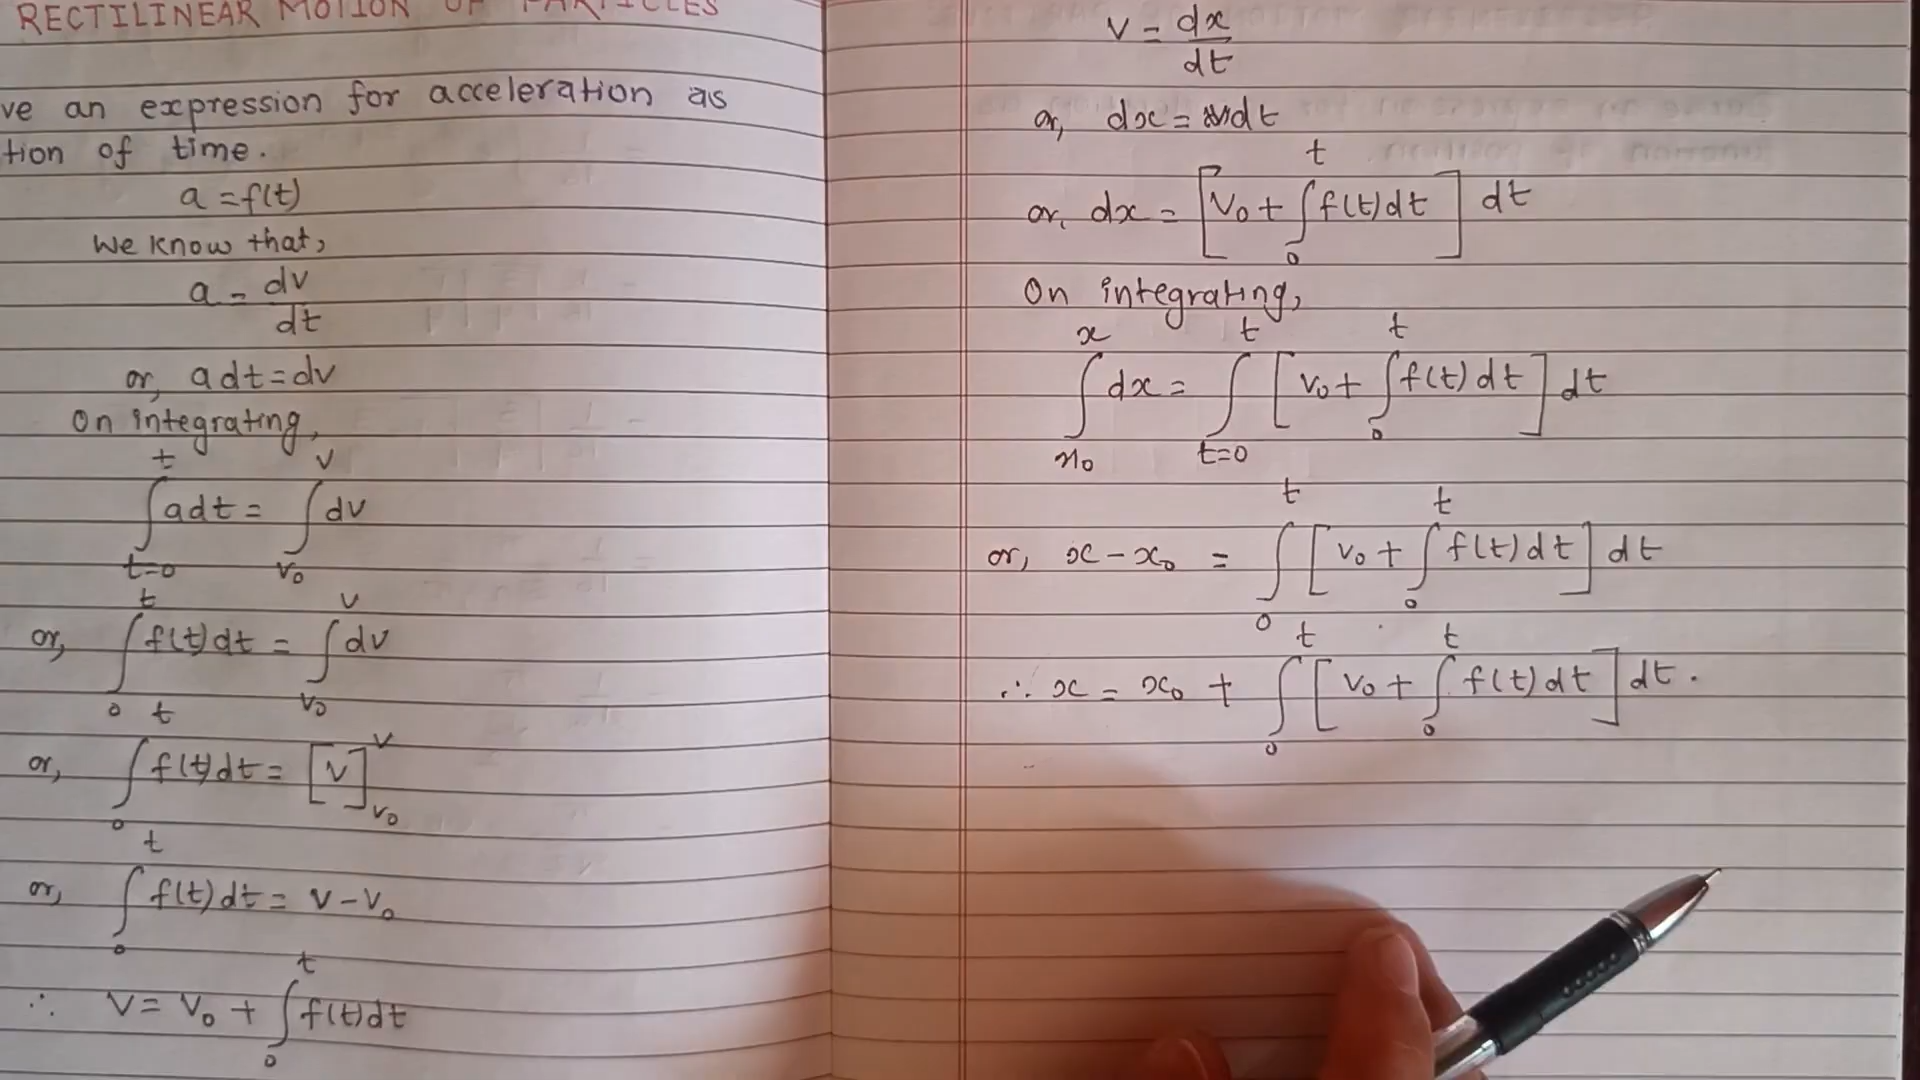 RECTILINEAR MOTION OF PARTICLES
ve an expression for acceleration as
tion of time.
a = f(t)
We know that,
a = dv/dt
or, adt = dv
On integrating,
∫_{t=0}^{t} adt = ∫_{v₀}^{v} dv
or, ∫_{0}^{t} f(t)dt = ∫_{v₀}^{v} dv
or, ∫_{0}^{t} f(t)dt = [v]_{v₀}^{v}
or, ∫_{0}^{t} f(t)dt = v - v₀
∴ v = v₀ + ∫_{0}^{t} f(t)dt
v = dx/dt
or, dx = vdt
or, dx = [v₀ + ∫_{0}^{t} f(t)dt] dt
On integrating,
∫_{x₀}^{x} dx = ∫_{t=0}^{t} [v₀ + ∫_{0}^{t} f(t)dt] dt
or, x - x₀ = ∫_{0}^{t} [v₀ + ∫_{0}^{t} f(t)dt] dt
∴ x = x₀ + ∫_{0}^{t} [v₀ + ∫_{0}^{t} f(t)dt] dt.